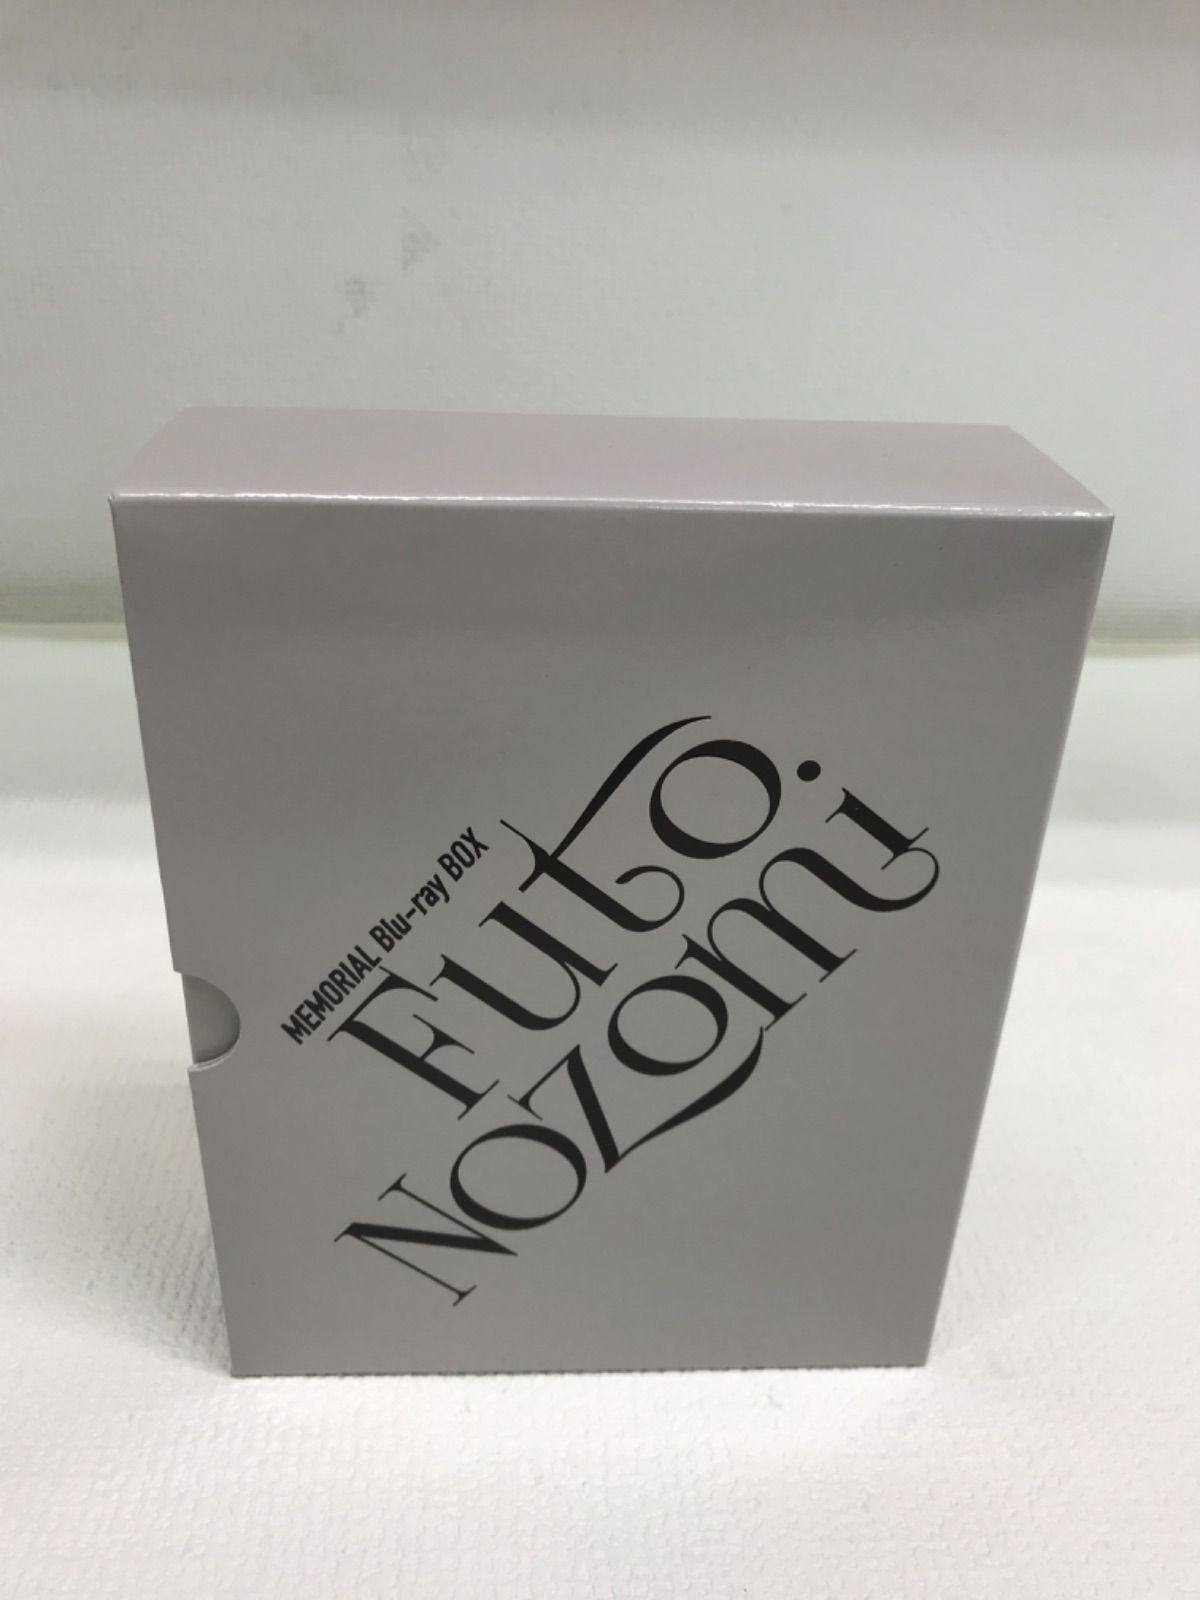 MEMORIAL Blu-ray BOX
Futo.
Nozomi